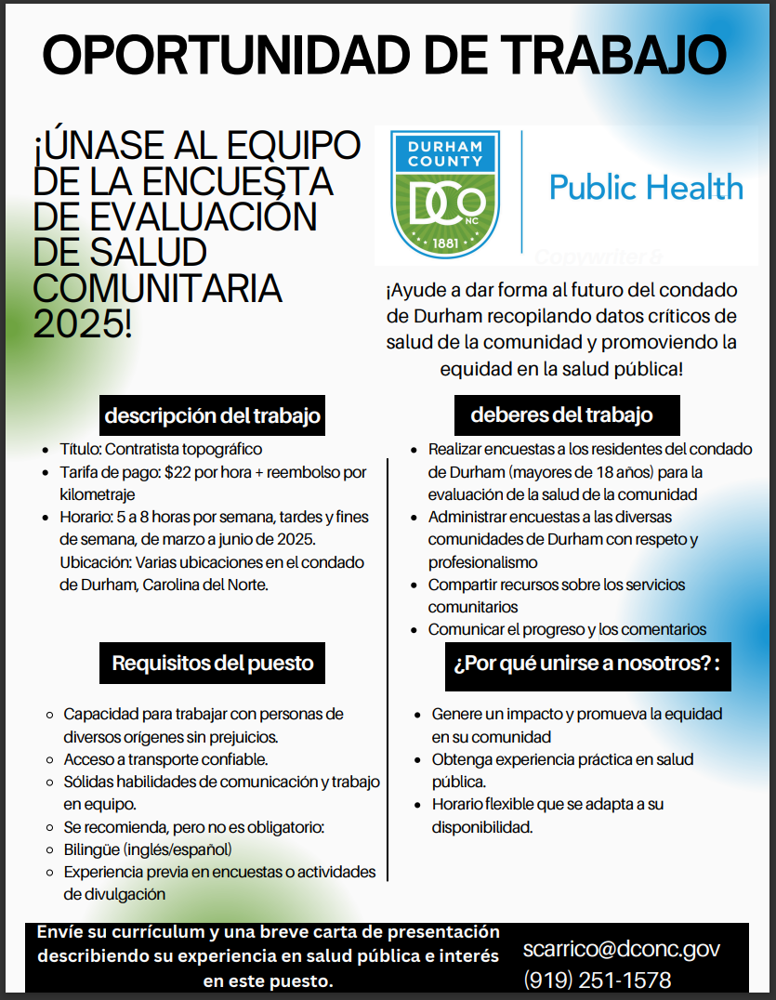 OPORTUNIDAD DE TRABAJO
¡ÚNASE AL EQUIPO
DE LA ENCUESTA
DE EVALUACIÓN
DE SALUD
COMUNITARIA
2025!
DURHAM
COUNTY
DCo
NC
1881
Public Health
Copywriter &
¡Ayude a dar forma al futuro del condado
de Durham recopilando datos críticos de
salud de la comunidad y promoviendo la
equidad en la salud pública!
descripción del trabajo
Título: Contratista topográfico
Tarifa de pago: $22 por hora + reembolso por
kilometraje
Horario: 5 a 8 horas por semana, tardes y fines
de semana, de marzo a junio de 2025.
Ubicación: Varias ubicaciones en el condado
de Durham, Carolina del Norte.
deberes del trabajo
Realizar encuestas a los residentes del condado
de Durham (mayores de 18 años) para la
evaluación de la salud de la comunidad
Administrar encuestas a las diversas
comunidades de Durham con respeto y
profesionalismo
Compartir recursos sobre los servicios
comunitarios
Comunicar el progreso y los comentarios
Requisitos del puesto
Capacidad para trabajar con personas de
diversos orígenes sin prejuicios.
Acceso a transporte confiable.
Sólidas habilidades de comunicación y trabajo
en equipo.
Se recomienda, pero no es obligatorio:
Bilingüe (inglés/español)
Experiencia previa en encuestas o actividades
de divulgación
¿Por qué unirse a nosotros? :
Genere un impacto y promueva la equidad
en su comunidad
Obtenga experiencia práctica en salud
pública.
Horario flexible que se adapta a su
disponibilidad.
Envíe su currículum y una breve carta de presentación
describiendo su experiencia en salud pública e interés
en este puesto.
scarrico@dconc.gov
(919) 251-1578